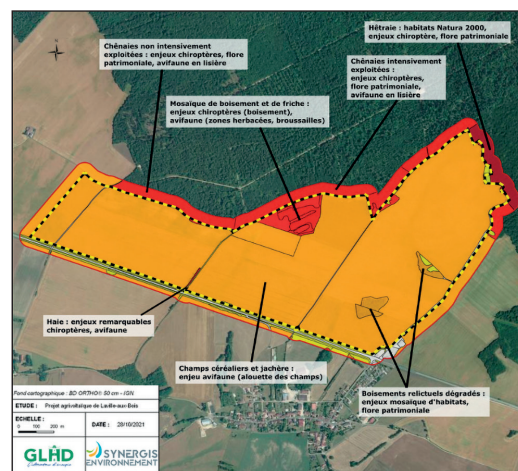 Hêtraie : habitats Natura 2000,
enjeux chiroptère, flore
patrimoniale
Chênaies non intensivement
exploitées : enjeux chiroptères, flore
patrimoniale, avifaune en lisière
Chênaies intensivement
exploitées :
enjeux chiroptères,
flore patrimoniale,
avifaune en lisière
Mosaïque de boisement et de friche :
enjeux chiroptères (boisement),
avifaune (zones herbacées, broussailles)
Haie : enjeux remarquables
chiroptères, avifaune
Champs céréaliers et jachère :
enjeu avifaune (alouette des champs)
Boisements relictuels dégradés :
enjeux mosaïque d'habitats,
flore patrimoniale
Fond cartographique : BD ORTHO® 50 cm - IGN
ETUDE : Projet agrivoltaïque de Laville-aux-Bois
ECHELLE :
0 100 200 m
DATE : 28/10/2021
GLHD
SYNERGIS
ENVIRONNEMENT